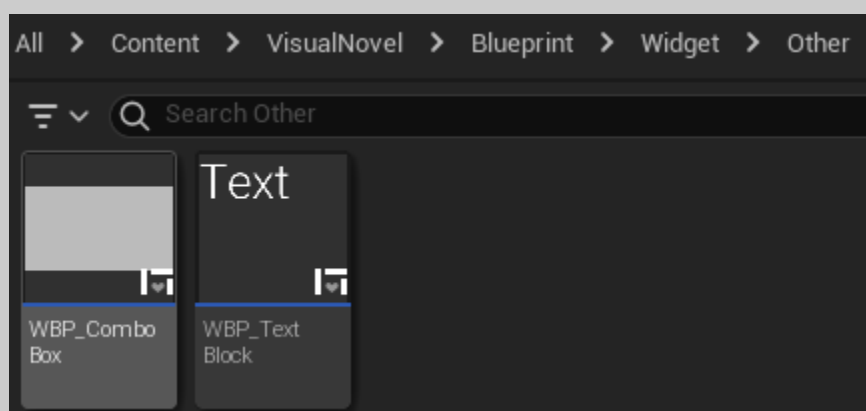 All > Content > VisualNovel > Blueprint > Widget > Other
Search Other
Text
WBP_Combo
Box
WBP_Text
Block